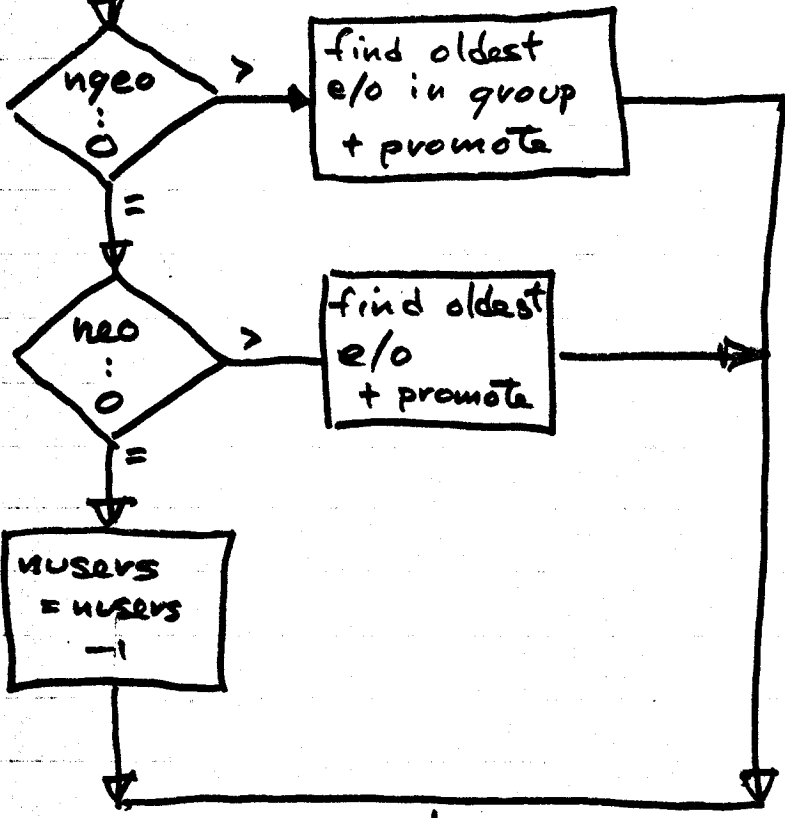 ngeo
:
0
>
find oldest
e/o in group
+ promote
=
neo
:
0
>
find oldest
e/o
+ promote
=
nusers
= nusers
-1